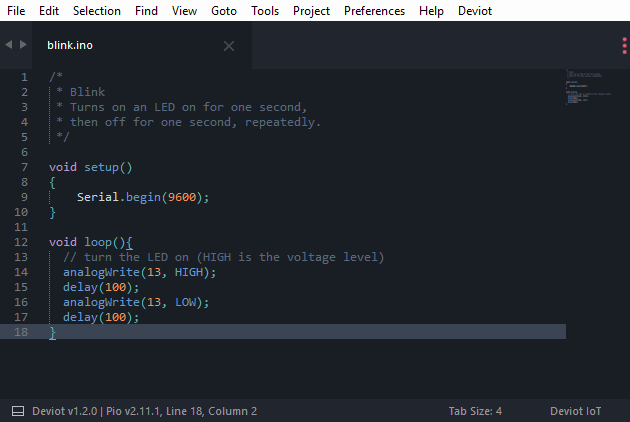 File Edit Selection Find View Goto Tools Project Preferences Help Deviot
blink.ino
1 /*
2 * Blink
3 * Turns on an LED on for one second,
4 * then off for one second, repeatedly.
5 */
6
7 void setup()
8 {
9 Serial.begin(9600);
10 }
11
12 void loop(){
13 // turn the LED on (HIGH is the voltage level)
14 analogWrite(13, HIGH);
15 delay(100);
16 analogWrite(13, LOW);
17 delay(100);
18 }
Deviot v1.2.0 | Pio v2.11.1, Line 18, Column 2 Tab Size: 4 Deviot IoT